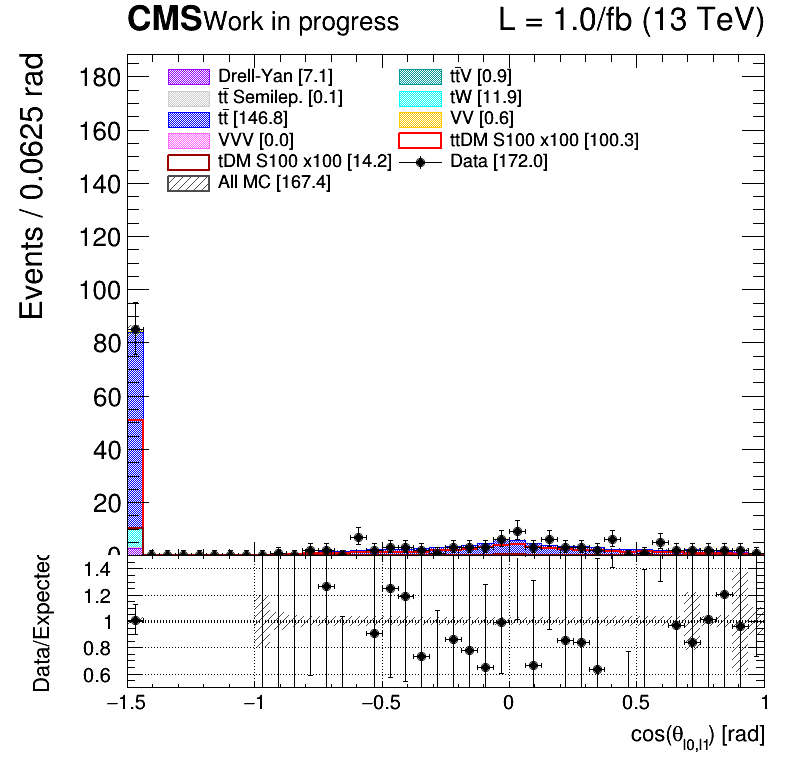 CMS Work in progress L = 1.0/fb (13 TeV)
Events / 0.0625 rad
Drell-Yan [7.1] tt̄V [0.9]
tt̄ Semilep. [0.1] tW [11.9]
tt̄ [146.8] VV [0.6]
VVV [0.0] ttDM S100 x100 [100.3]
tDM S100 x100 [14.2] Data [172.0]
All MC [167.4]
180
160
140
120
100
80
60
40
20
0
Data/Expected
1.4
1.2
1
0.8
0.6
−1.5 −1 −0.5 0 0.5 1
cos(θl0,l1) [rad]